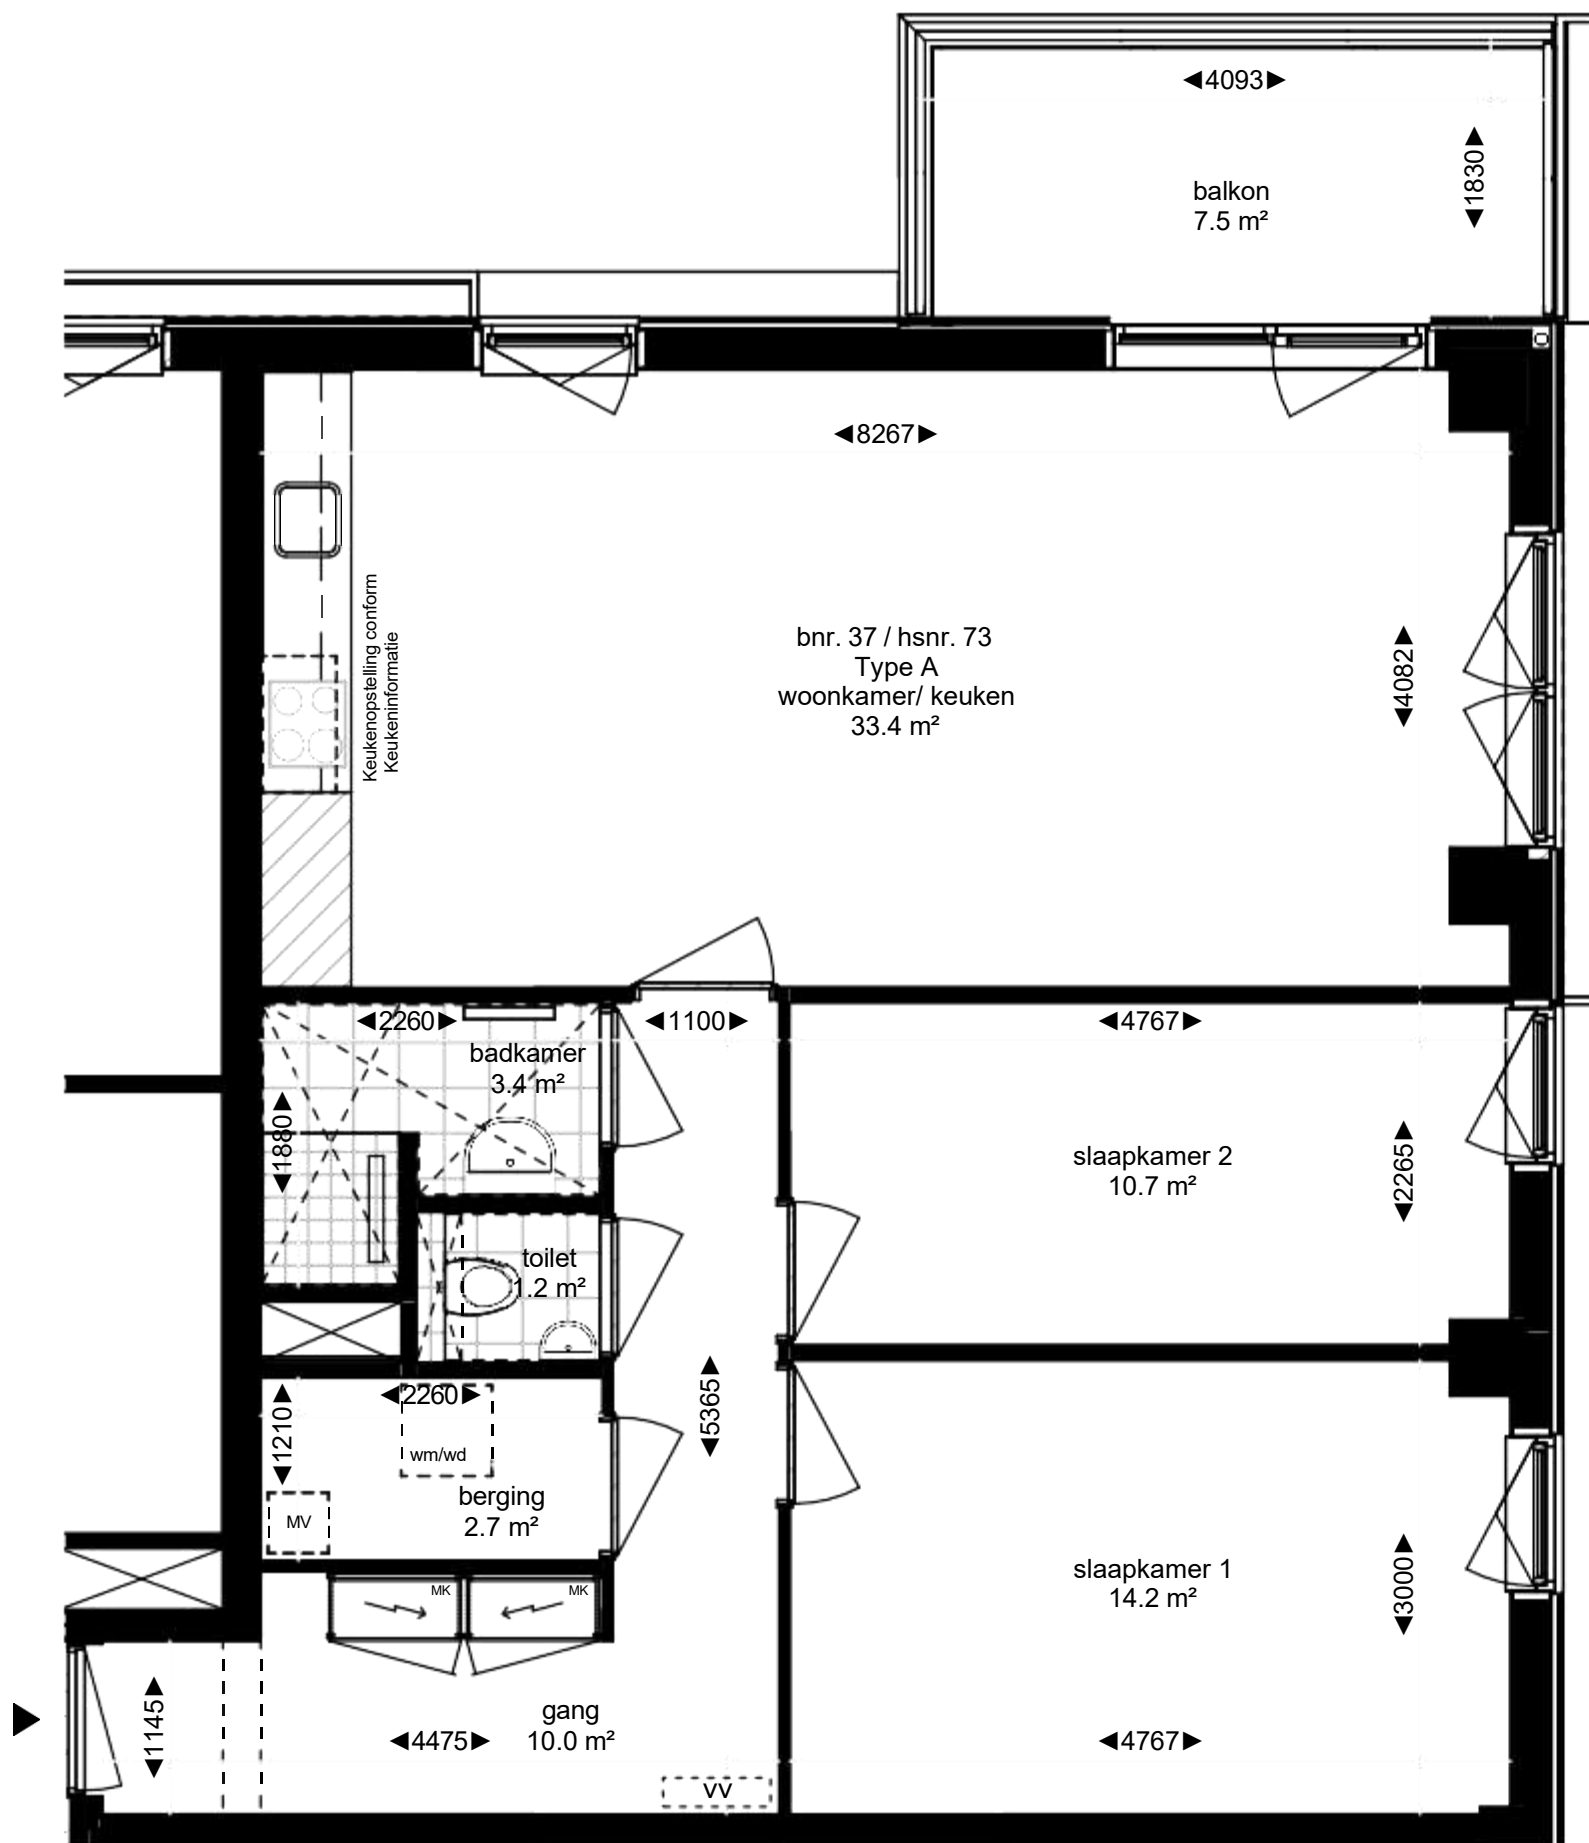 4093
1830
balkon
7.5 m²
8267
Keukenopstelling conform
Keukeninformatie
bnr. 37 / hsnr. 73
Type A
woonkamer/ keuken
33.4 m²
4082
2260
1100
4767
badkamer
3.4 m²
1880
slaapkamer 2
10.7 m²
2265
toilet
1.2 m²
2260
1210
5365
wm/wd
berging
2.7 m²
MV
MK
MK
slaapkamer 1
14.2 m²
3000
1145
4475
gang
10.0 m²
4767
VV